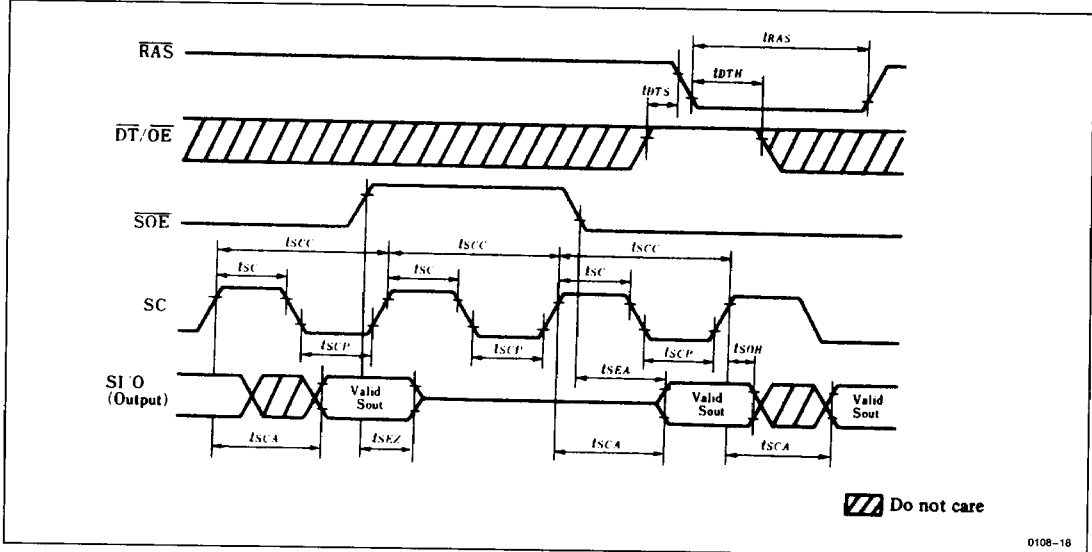 RAS
tRAS
tDTH
tDTS
DT/OE
SOE
tSCC
tSCC
tSCC
tSC
tSC
tSC
SC
tSCP
tSCP
tSCP
tSOH
tSEA
SI/O
(Output)
Valid
Sout
Valid
Sout
Valid
Sout
tSCA
tSEZ
tSCA
tSCA
Do not care
0108-18